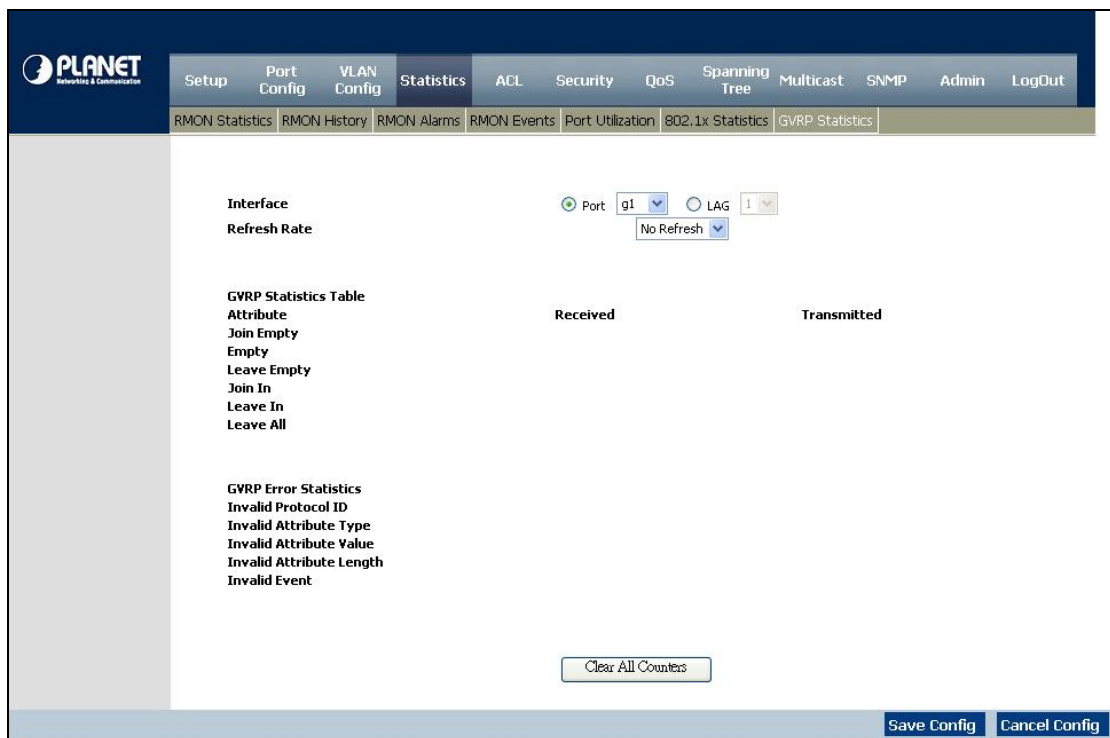 PLANET
Networking & Communication
Setup Port Config VLAN Config Statistics ACL Security QoS Spanning Tree Multicast SNMP Admin LogOut
RMON Statistics RMON History RMON Alarms RMON Events Port Utilization 802.1x Statistics GVRP Statistics
Interface Port g1 LAG 1
Refresh Rate No Refresh
GVRP Statistics Table
Attribute Received Transmitted
Join Empty
Empty
Leave Empty
Join In
Leave In
Leave All
GVRP Error Statistics
Invalid Protocol ID
Invalid Attribute Type
Invalid Attribute Value
Invalid Attribute Length
Invalid Event
Clear All Counters
Save Config Cancel Config